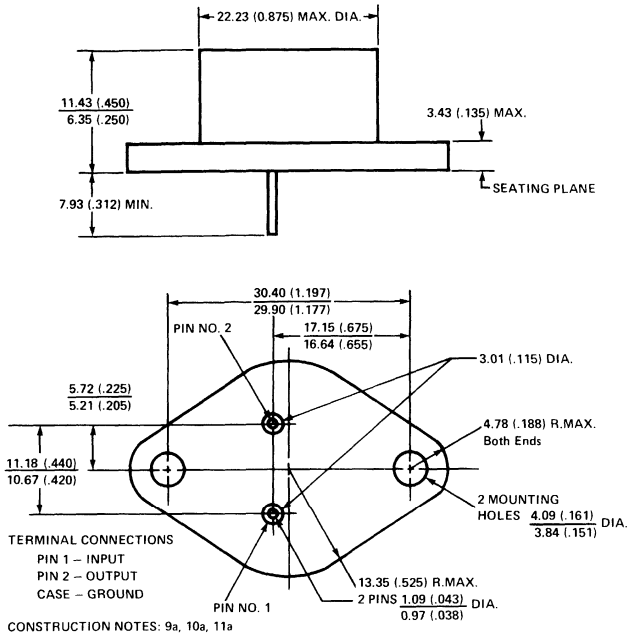 22.23 (0.875) MAX. DIA.
11.43 (.450)
6.35 (.250)
3.43 (.135) MAX.
SEATING PLANE
7.93 (.312) MIN.
30.40 (1.197)
29.90 (1.177)
PIN NO. 2
17.15 (.675)
16.64 (.655)
3.01 (.115) DIA.
5.72 (.225)
5.21 (.205)
4.78 (.188) R.MAX.
Both Ends
11.18 (.440)
10.67 (.420)
2 MOUNTING
HOLES 4.09 (.161) DIA.
3.84 (.151)
TERMINAL CONNECTIONS
PIN 1 – INPUT
PIN 2 – OUTPUT
CASE – GROUND
13.35 (.525) R.MAX.
PIN NO. 1
2 PINS 1.09 (.043) DIA.
0.97 (.038)
CONSTRUCTION NOTES: 9a, 10a, 11a